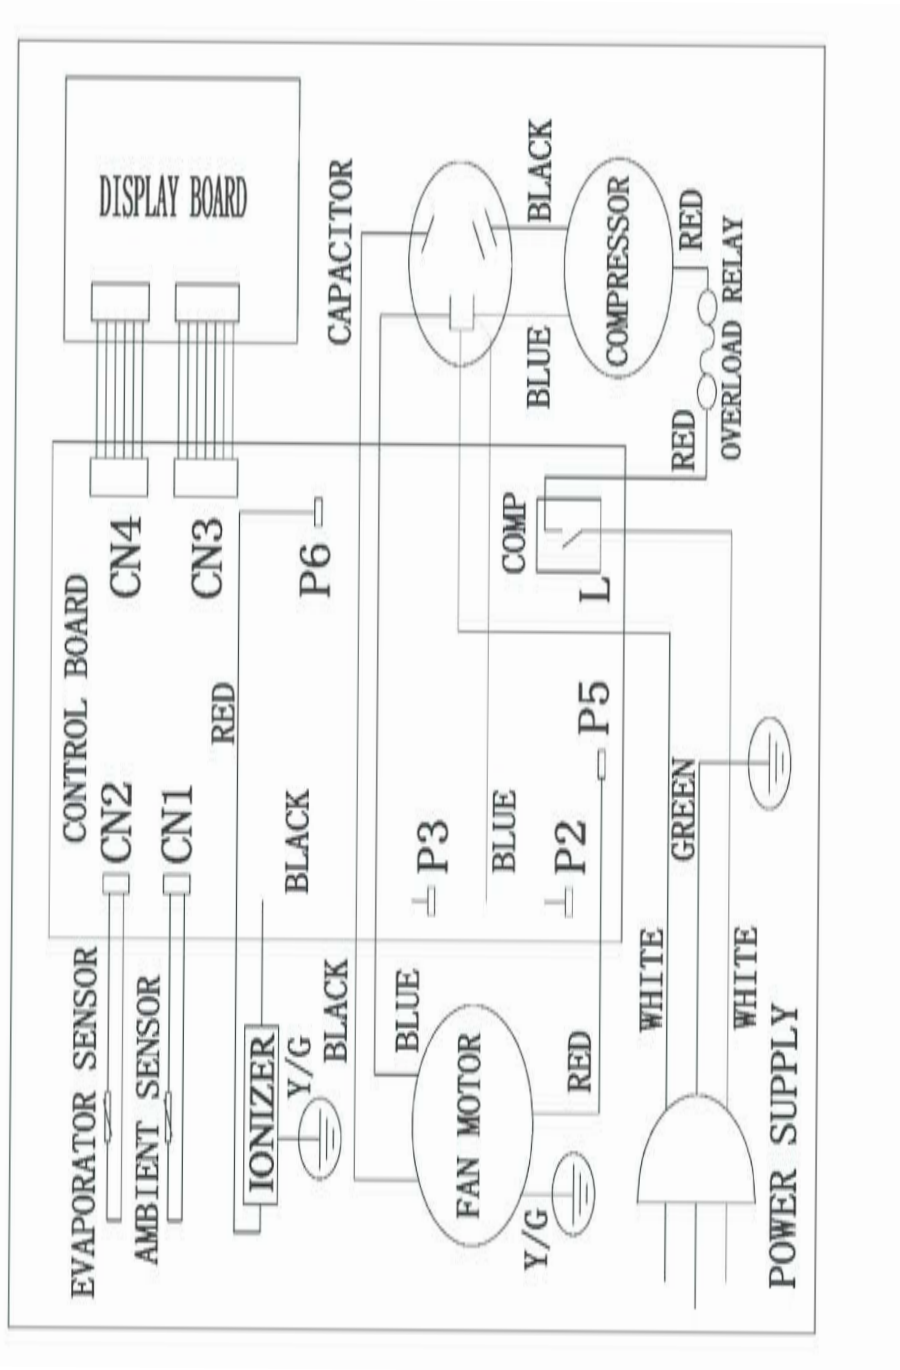 EVAPORATOR SENSOR
CN2
CONTROL BOARD
CN4
DISPLAY BOARD
AMBIENT SENSOR
CN1
CN3
RED
IONIZER
Y/G
BLACK
P6
CAPACITOR
BLACK
BLUE
P3
FAN MOTOR
BLUE
Y/G
RED
P2
P5
COMP
L
BLUE
BLACK
COMPRESSOR
WHITE
GREEN
RED
RED
OVERLOAD RELAY
WHITE
POWER SUPPLY